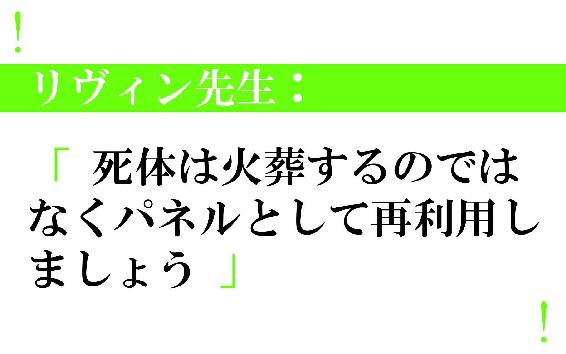 !
リヴィン先生：
「 死体は火葬するのでは
なくパネルとして再利用し
ましょう 」
!